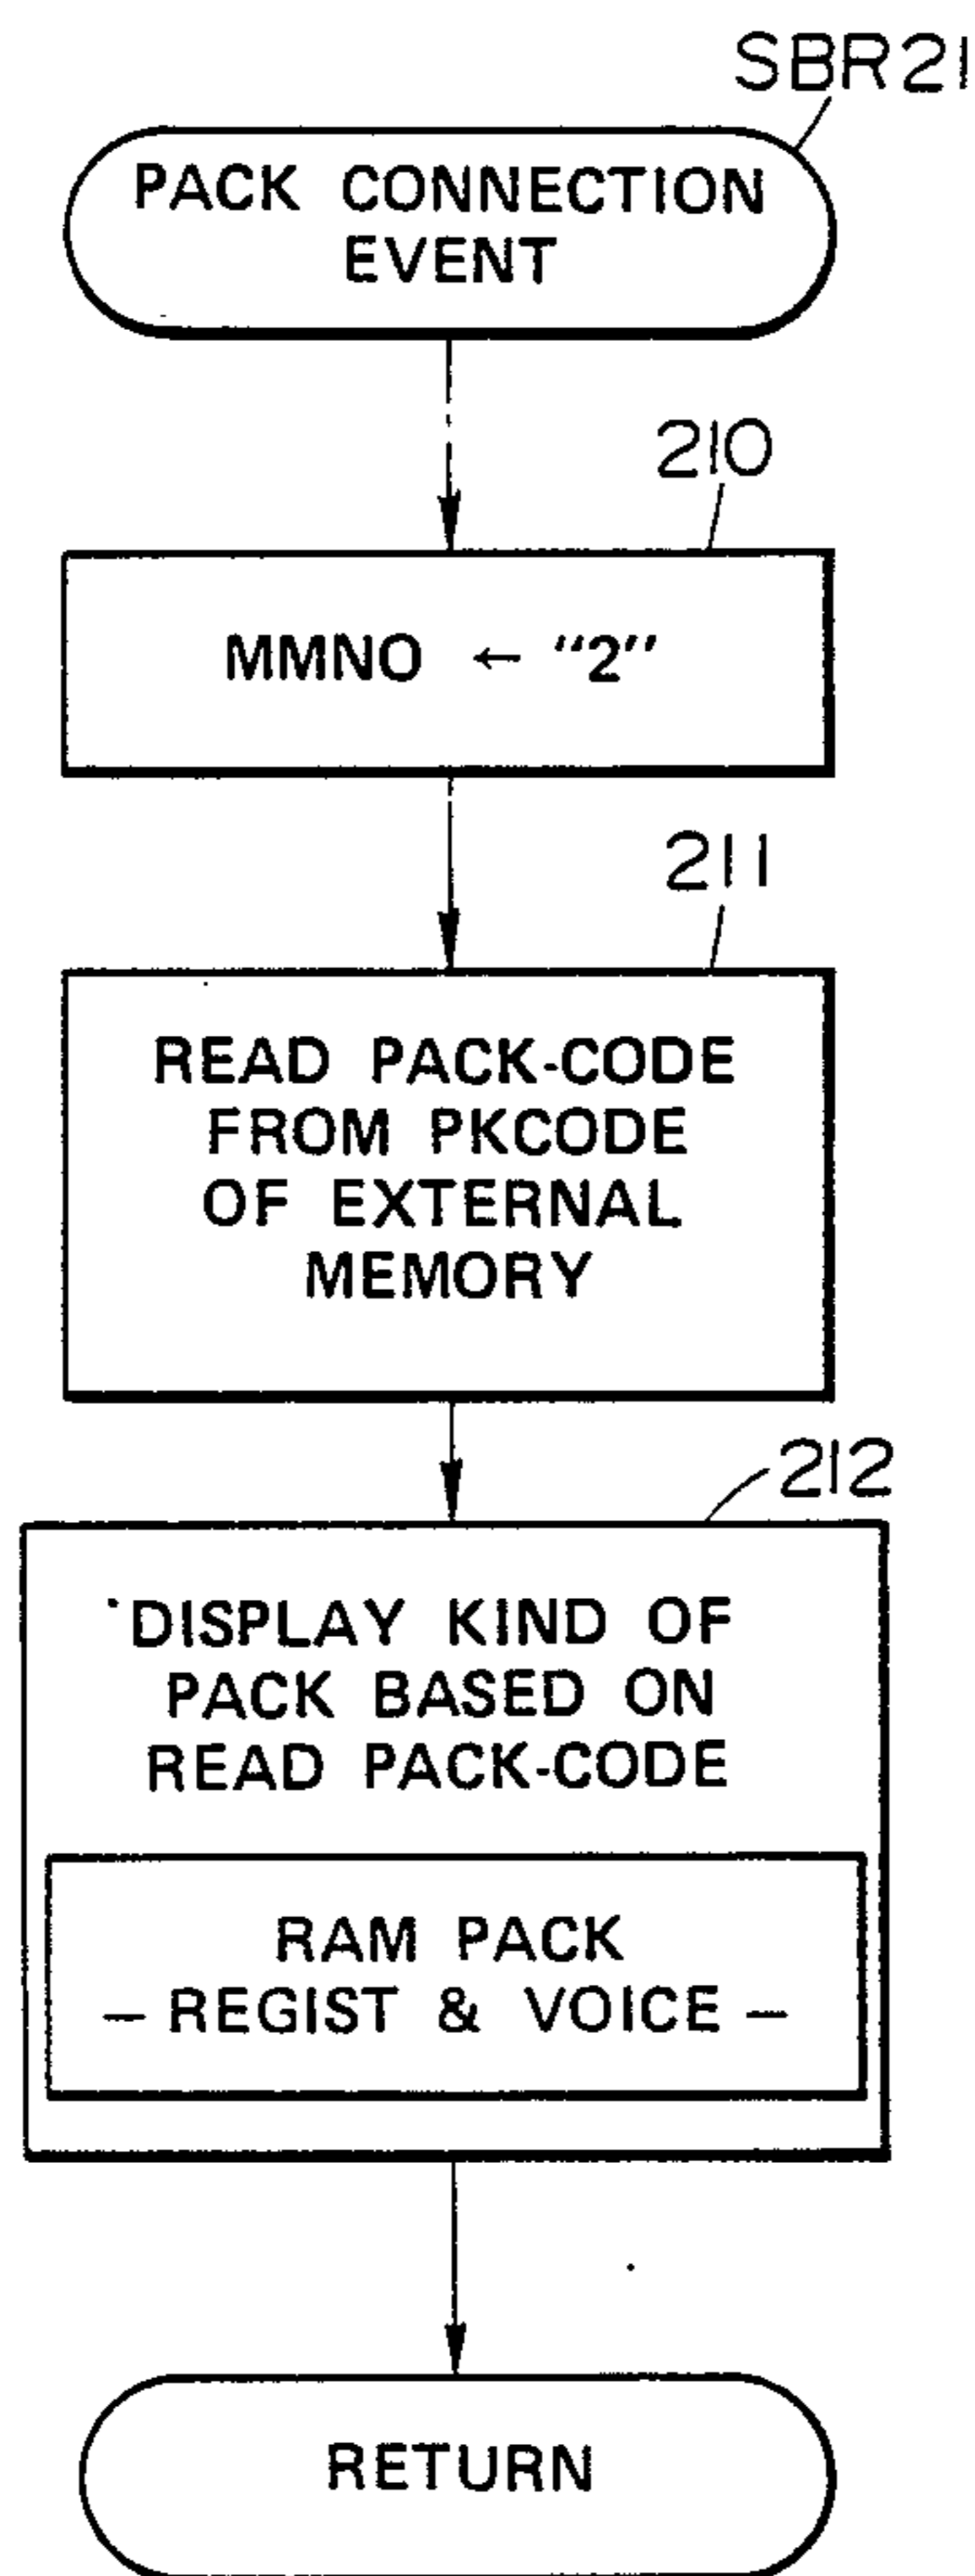 SBR21
PACK CONNECTION
EVENT
210
MMNO ← "2"
211
READ PACK-CODE
FROM PKCODE
OF EXTERNAL
MEMORY
212
DISPLAY KIND OF
PACK BASED ON
READ PACK-CODE
RAM PACK
— REGIST & VOICE —
RETURN